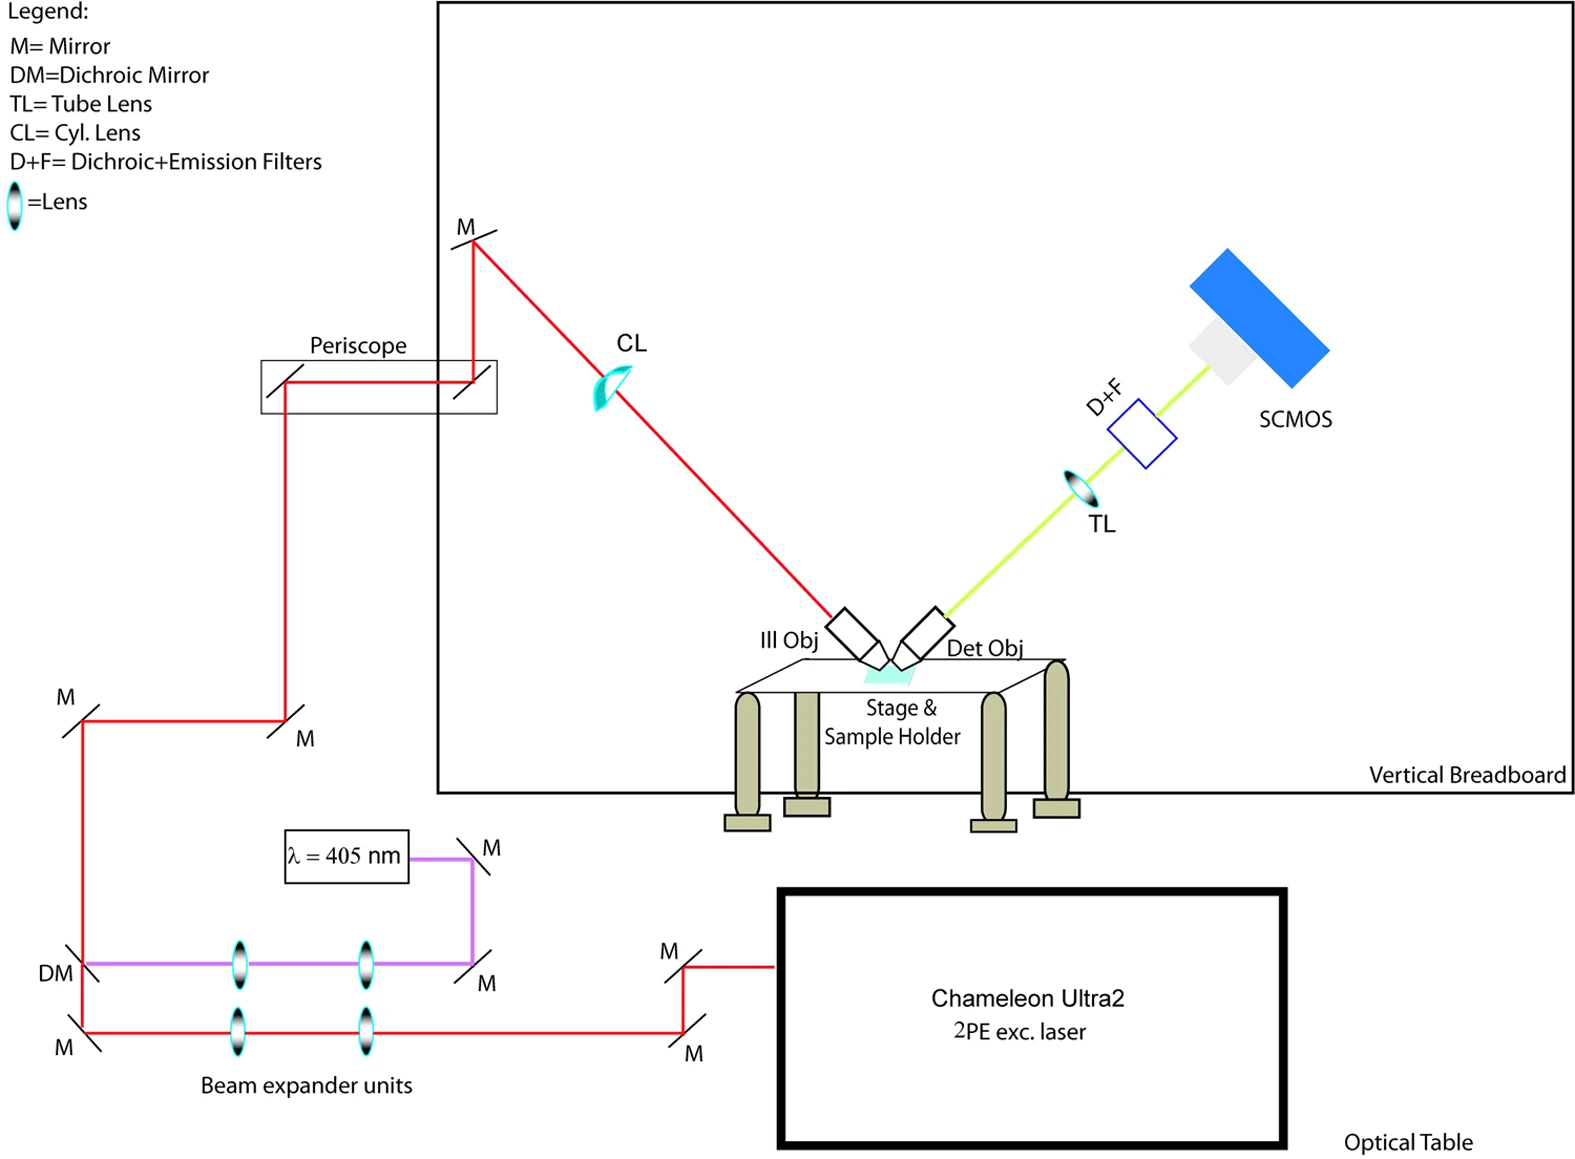 Legend:
M= Mirror
DM=Dichroic Mirror
TL= Tube Lens
CL= Cyl. Lens
D+F= Dichroic+Emission Filters
=Lens
M
Periscope
CL
D+F
SCMOS
TL
Ill Obj
Det Obj
Stage &
Sample Holder
M
M
Vertical Breadboard
λ = 405 nm
M
DM
M
M
M
M
Chameleon Ultra2
2PE exc. laser
Beam expander units
Optical Table